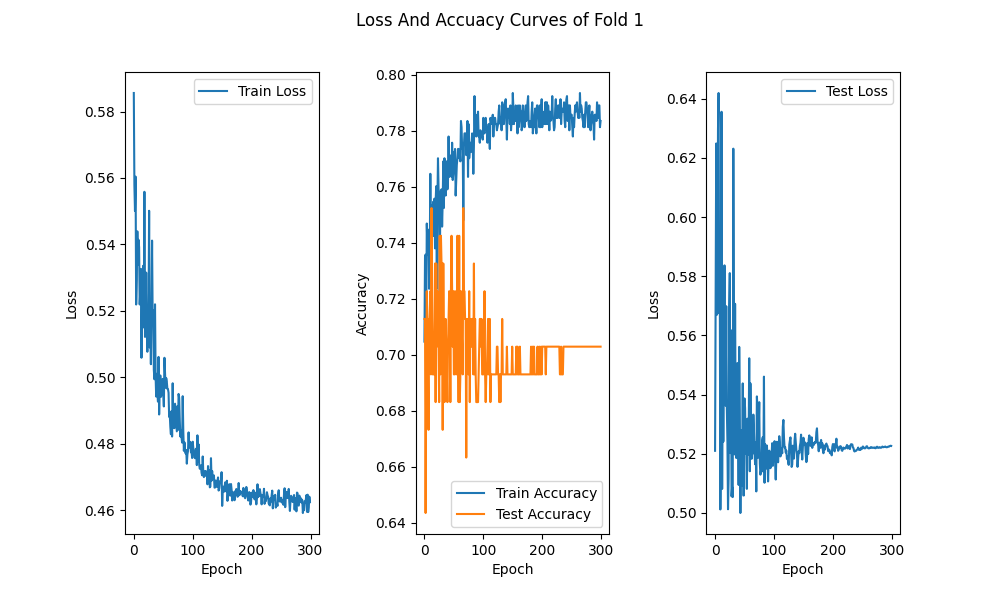 Loss And Accuacy Curves of Fold 1
Loss
0.58
0.56
0.54
0.52
0.50
0.48
0.46
Train Loss
0 100 200 300
Epoch
Accuracy
0.80
0.78
0.76
0.74
0.72
0.70
0.68
0.66
0.64
Train Accuracy
Test Accuracy
0 100 200 300
Epoch
Loss
0.64
0.62
0.60
0.58
0.56
0.54
0.52
0.50
Test Loss
0 100 200 300
Epoch